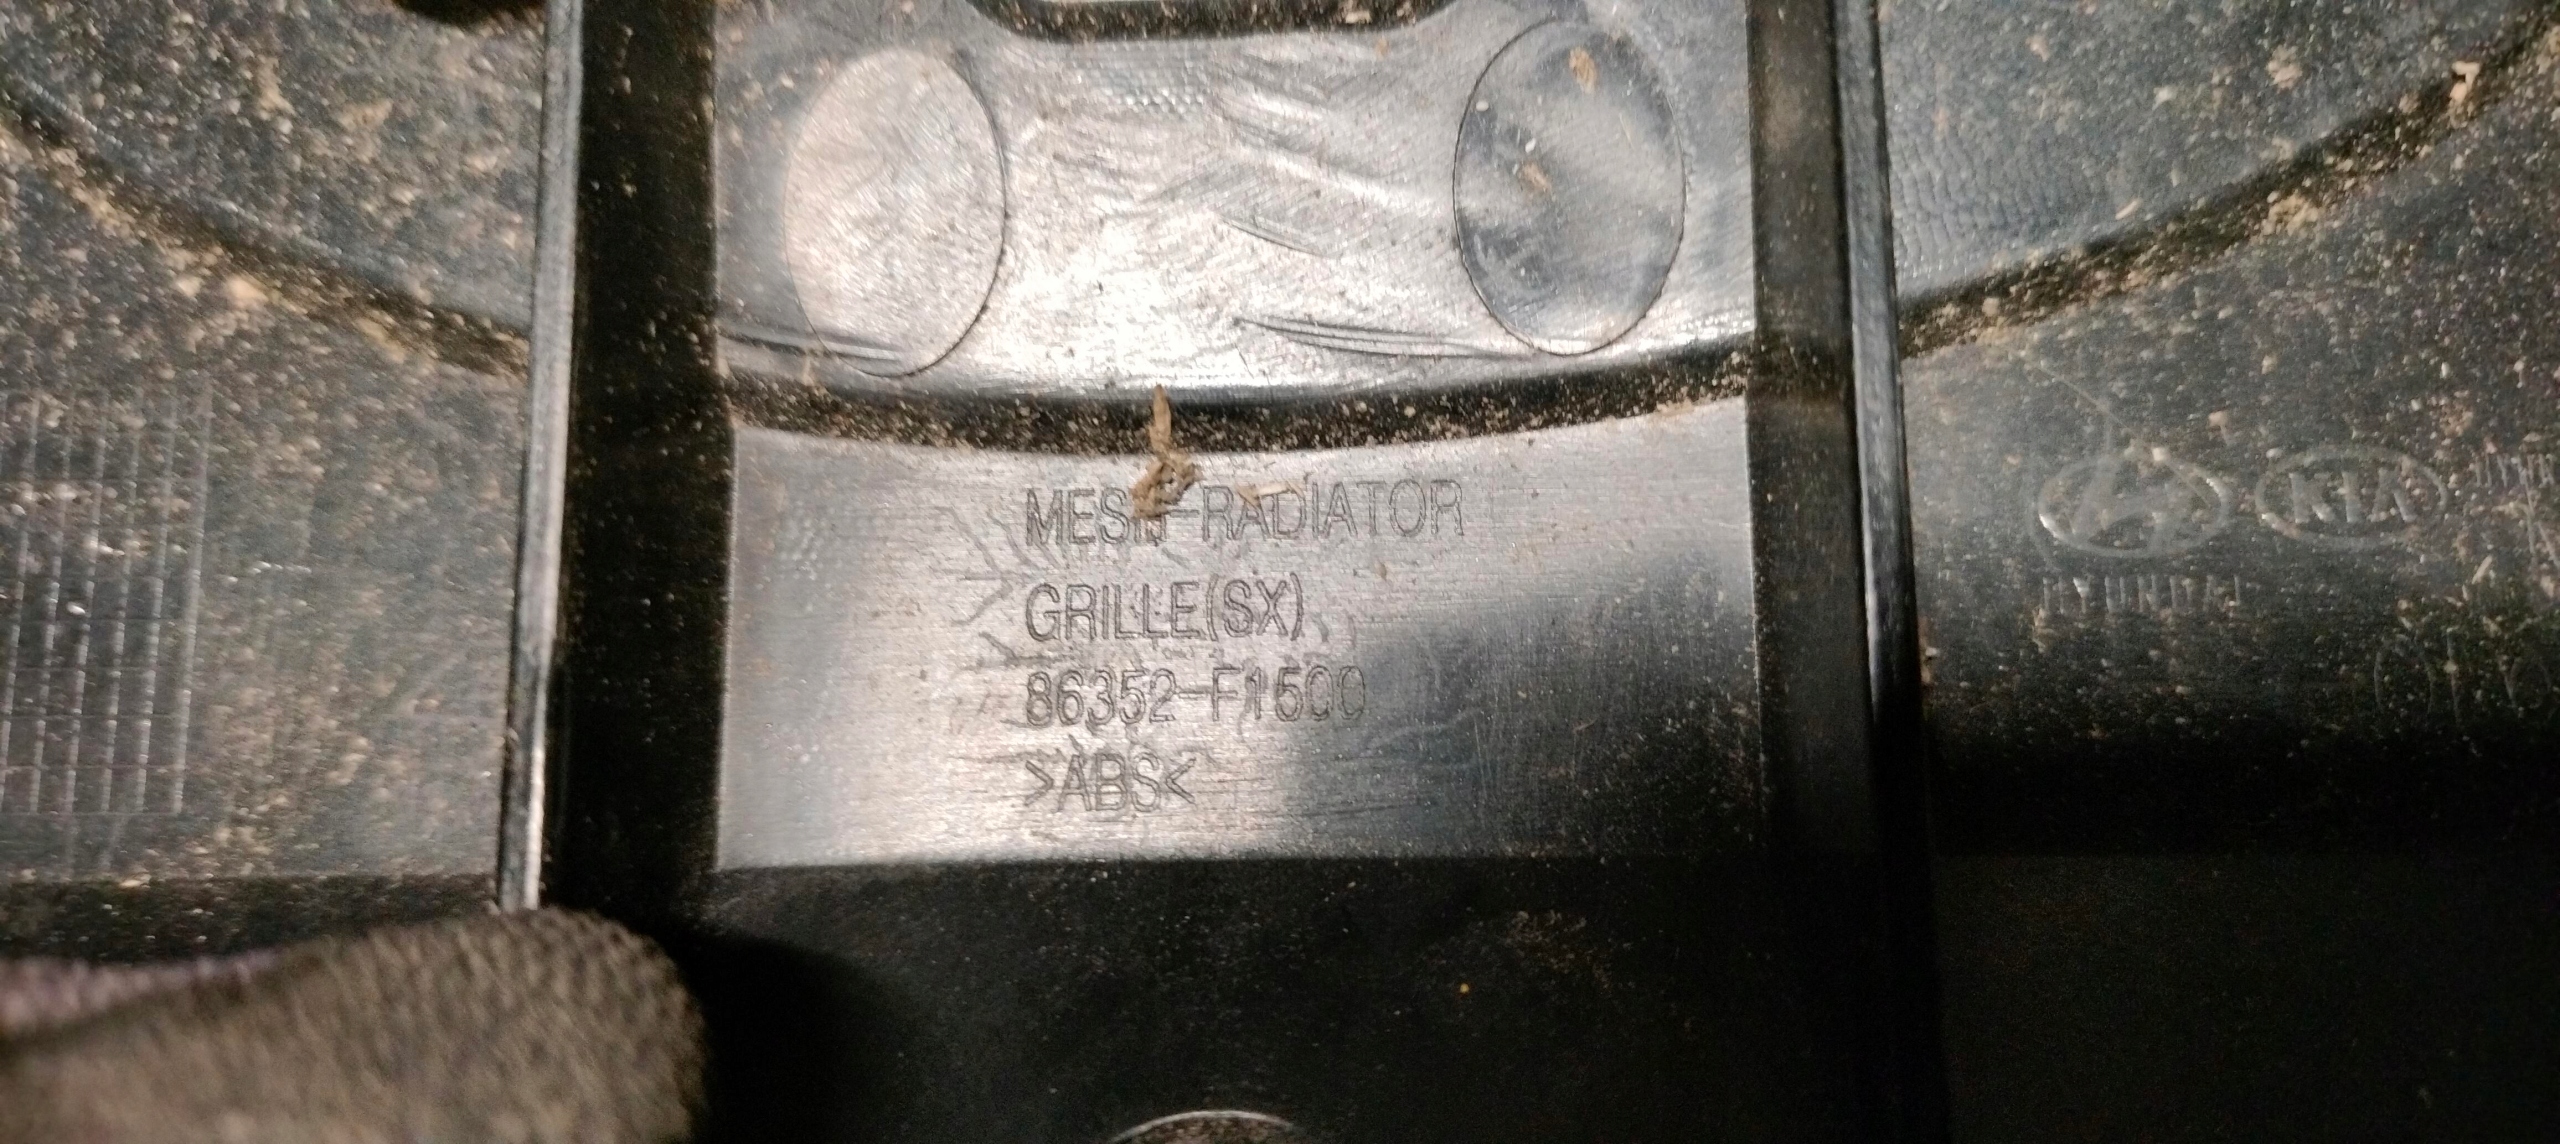 MESH-RADIATOR
GRILLE(SX)
86352-F1500
>ABS<
KIA
HYUNDAI